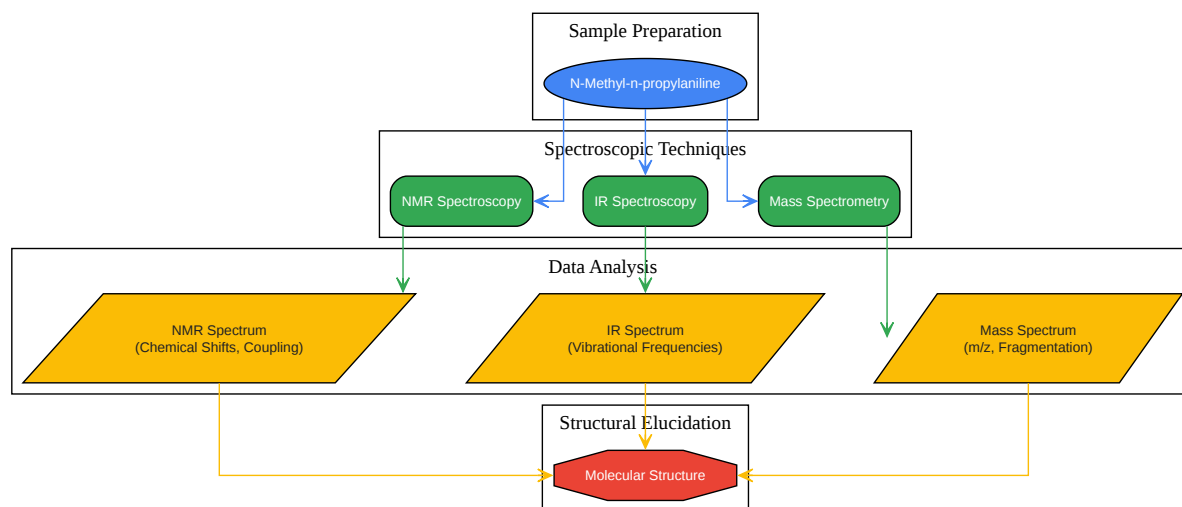 Sample Preparation
N-Methyl-n-propylaniline
Spectroscopic Techniques
NMR Spectroscopy
IR Spectroscopy
Mass Spectrometry
Data Analysis
NMR Spectrum
(Chemical Shifts, Coupling)
IR Spectrum
(Vibrational Frequencies)
Mass Spectrum
(m/z, Fragmentation)
Structural Elucidation
Molecular Structure